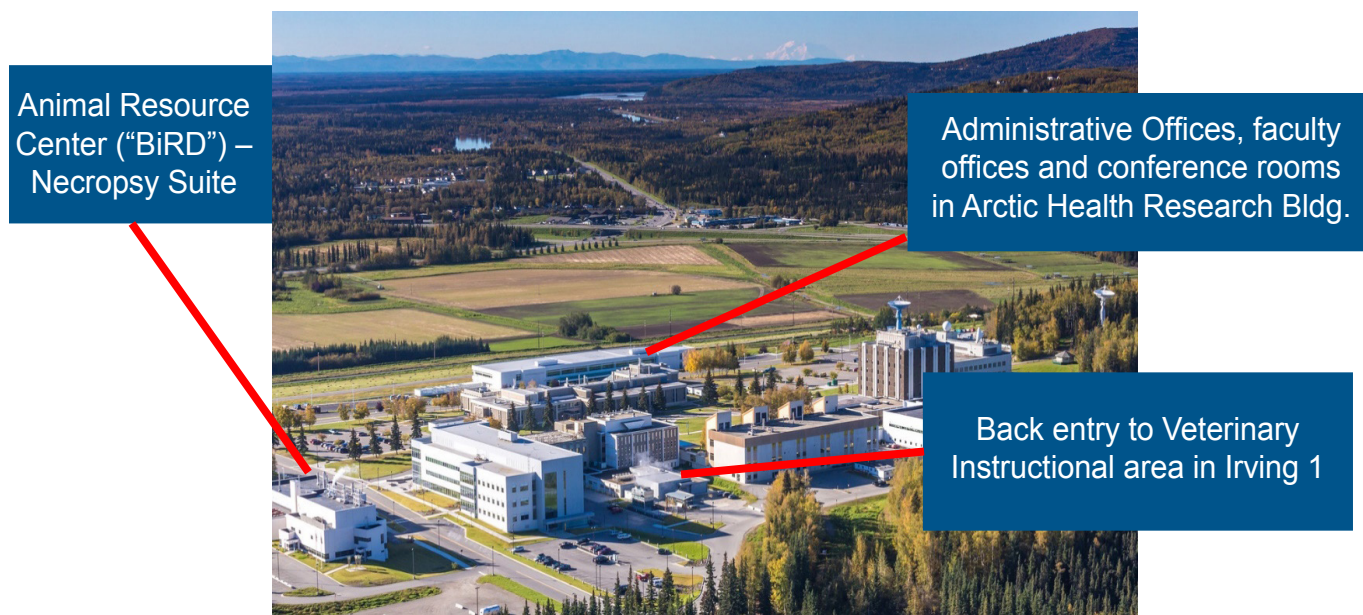 Animal Resource
Center (“BiRD”) –
Necropsy Suite
Administrative Offices, faculty
offices and conference rooms
in Arctic Health Research Bldg.
Back entry to Veterinary
Instructional area in Irving 1